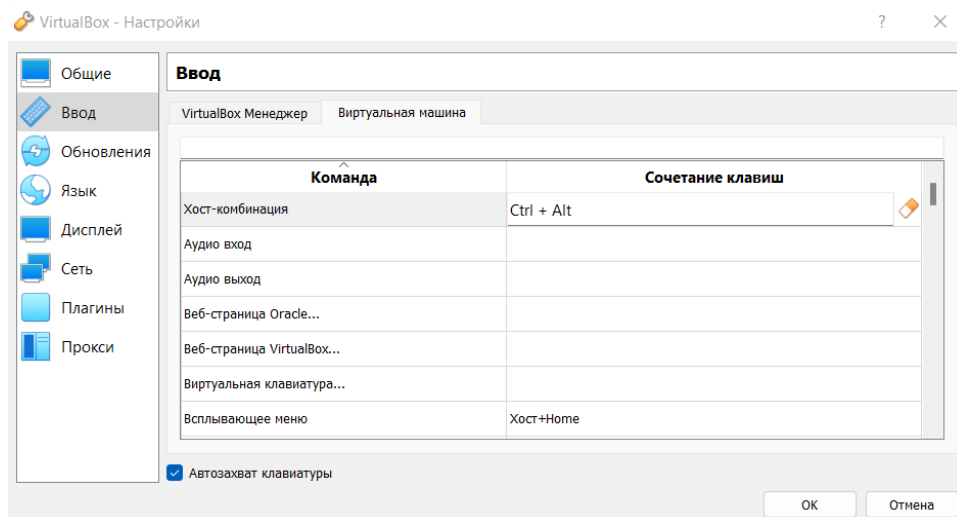 VirtualBox - Настройки ? ×
Общие
Ввод
Обновления
Язык
Дисплей
Сеть
Плагины
Прокси
Ввод
VirtualBox Менеджер Виртуальная машина
Команда Сочетание клавиш
Хост-комбинация Ctrl + Alt
Аудио вход
Аудио выход
Веб-страница Oracle...
Веб-страница VirtualBox...
Виртуальная клавиатура...
Всплывающее меню Хост+Home
Автозахват клавиатуры
ОК Отмена